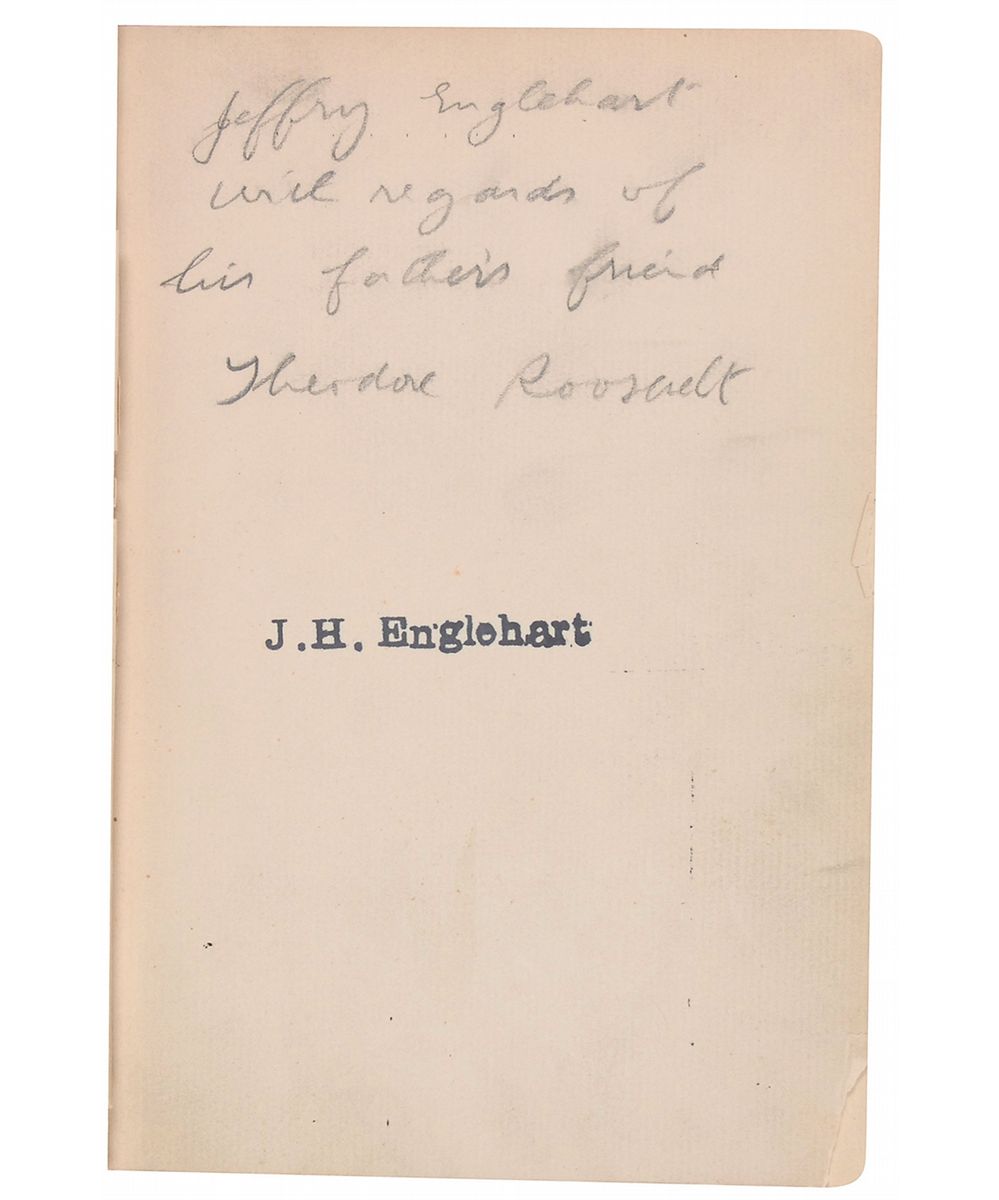 Jeffry Englehart
with regards of
his father's friend
Theodore Roosevelt
J.H. Englehart